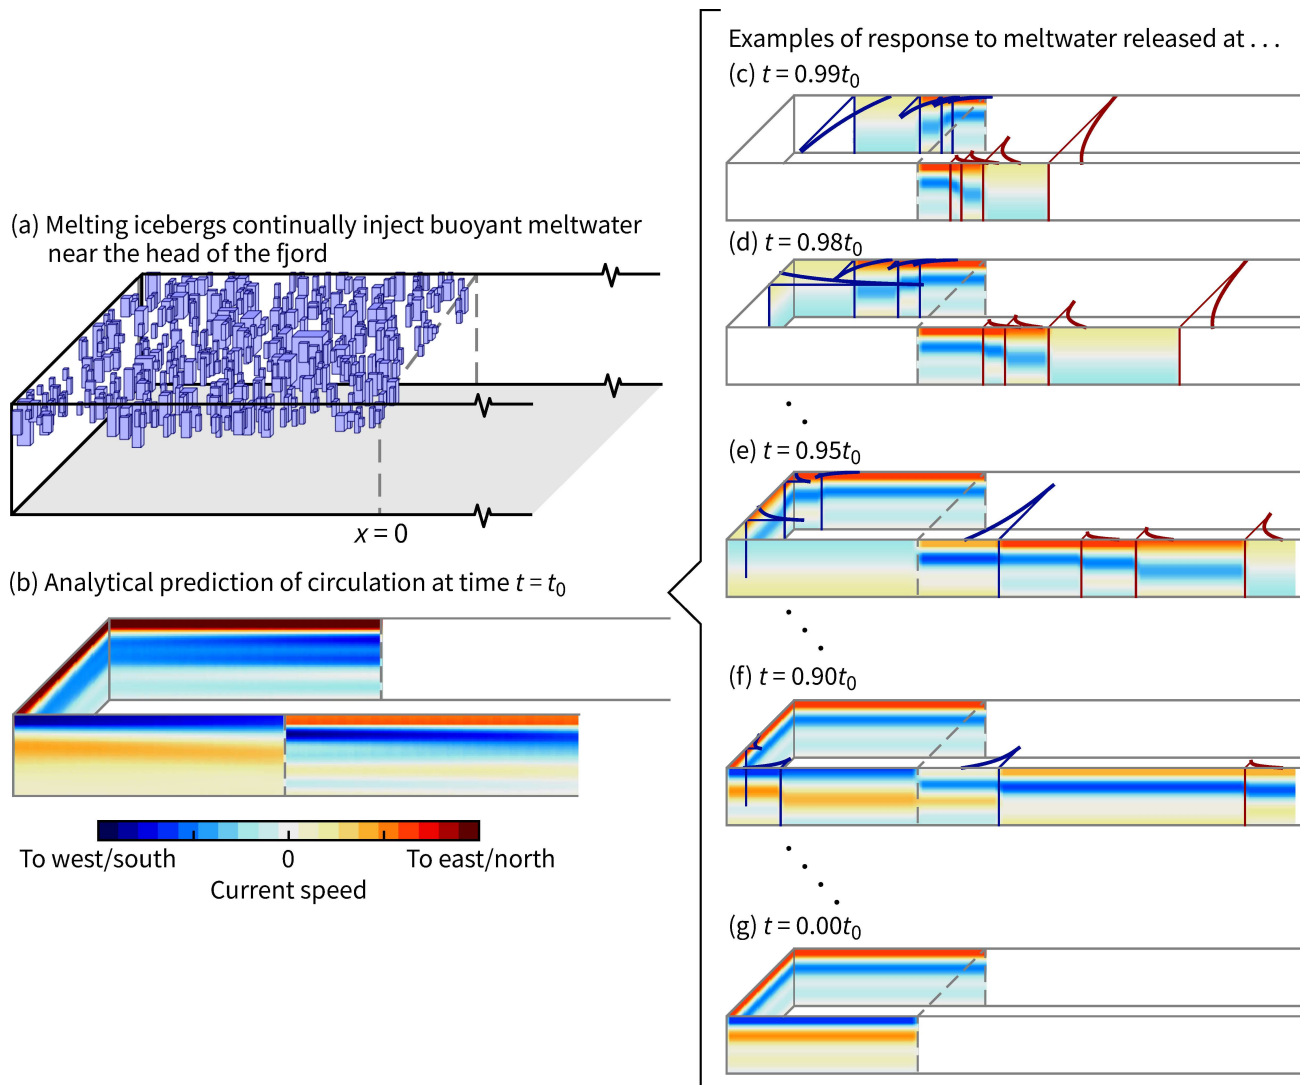 (a) Melting icebergs continually inject buoyant meltwater
near the head of the fjord
x = 0
(b) Analytical prediction of circulation at time t = t0
To west/south
0
To east/north
Current speed
Examples of response to meltwater released at . . .
(c) t = 0.99t0
(d) t = 0.98t0
(e) t = 0.95t0
(f) t = 0.90t0
(g) t = 0.00t0